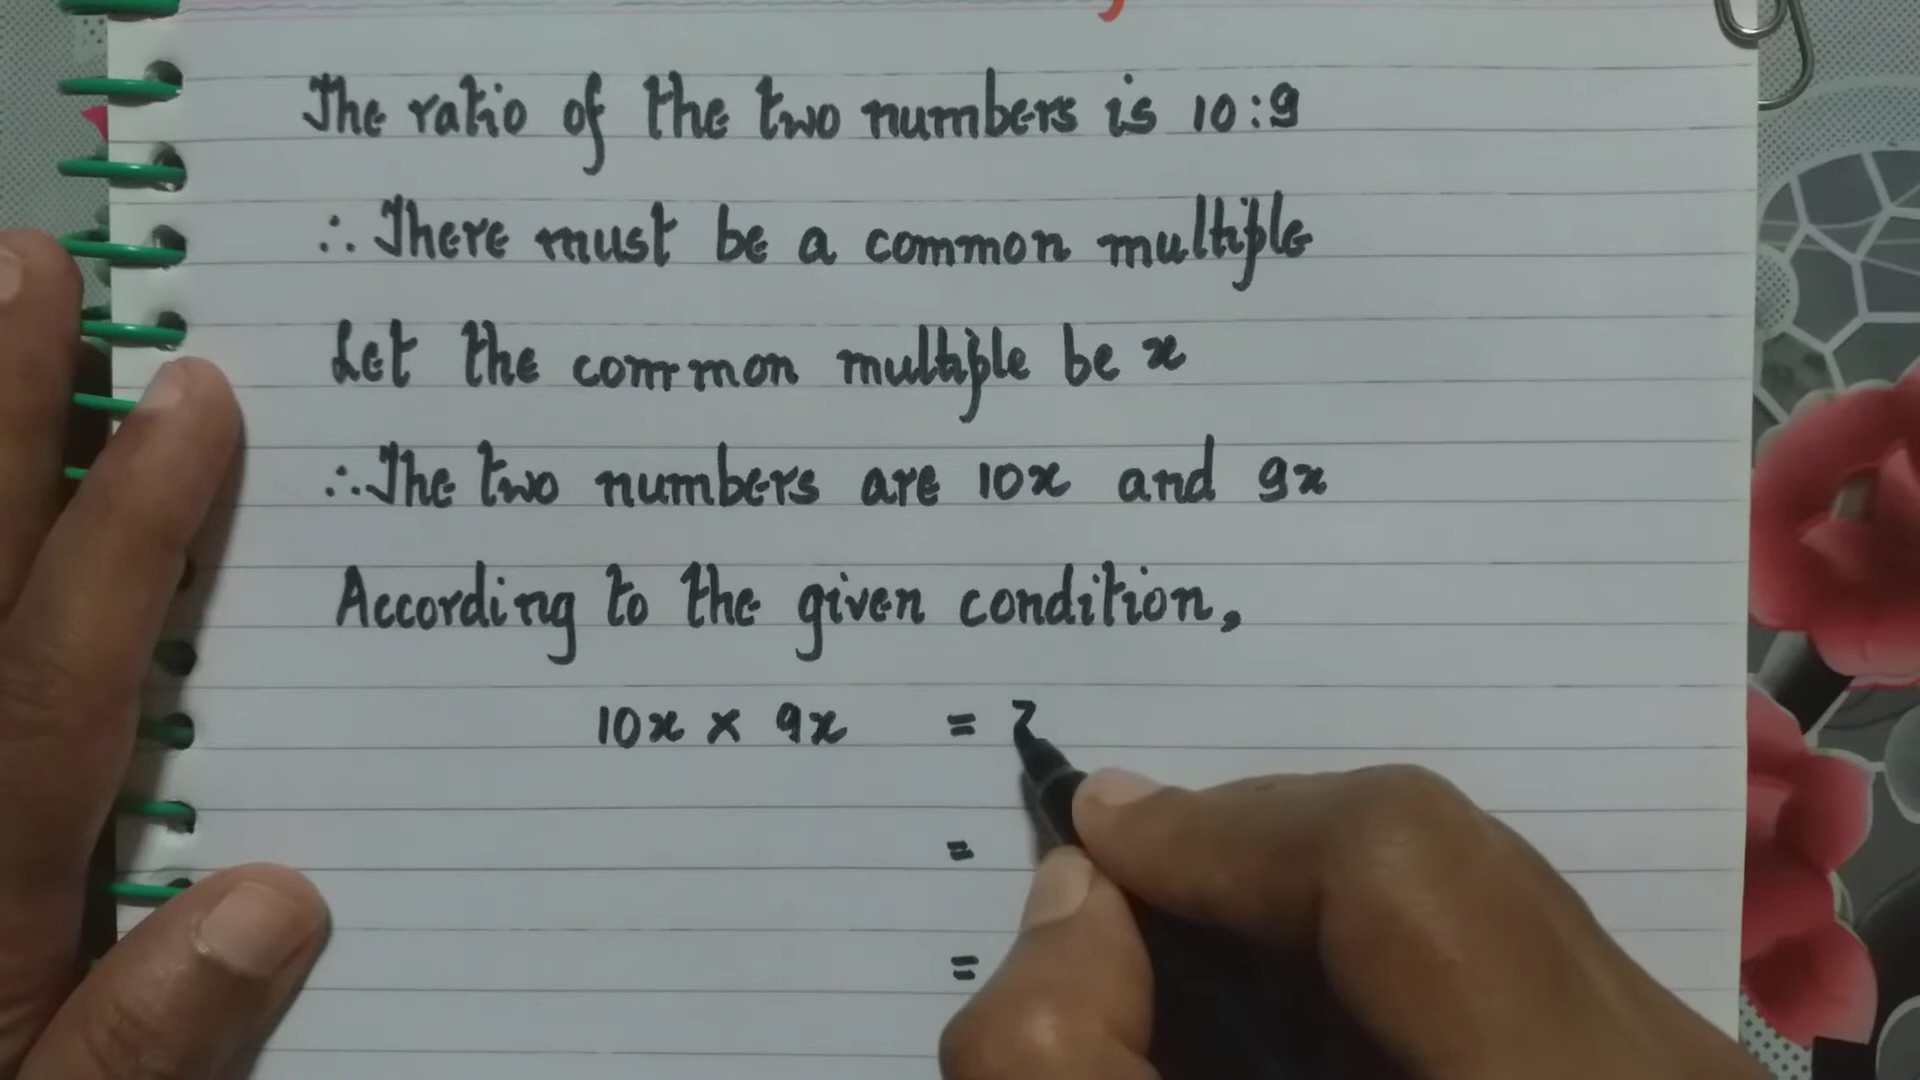 The ratio of the two numbers is 10:9
∴ There must be a common multiple
Let the common multiple be x
∴ The two numbers are 10x and 9x
According to the given condition,
10x × 9x =
=
=